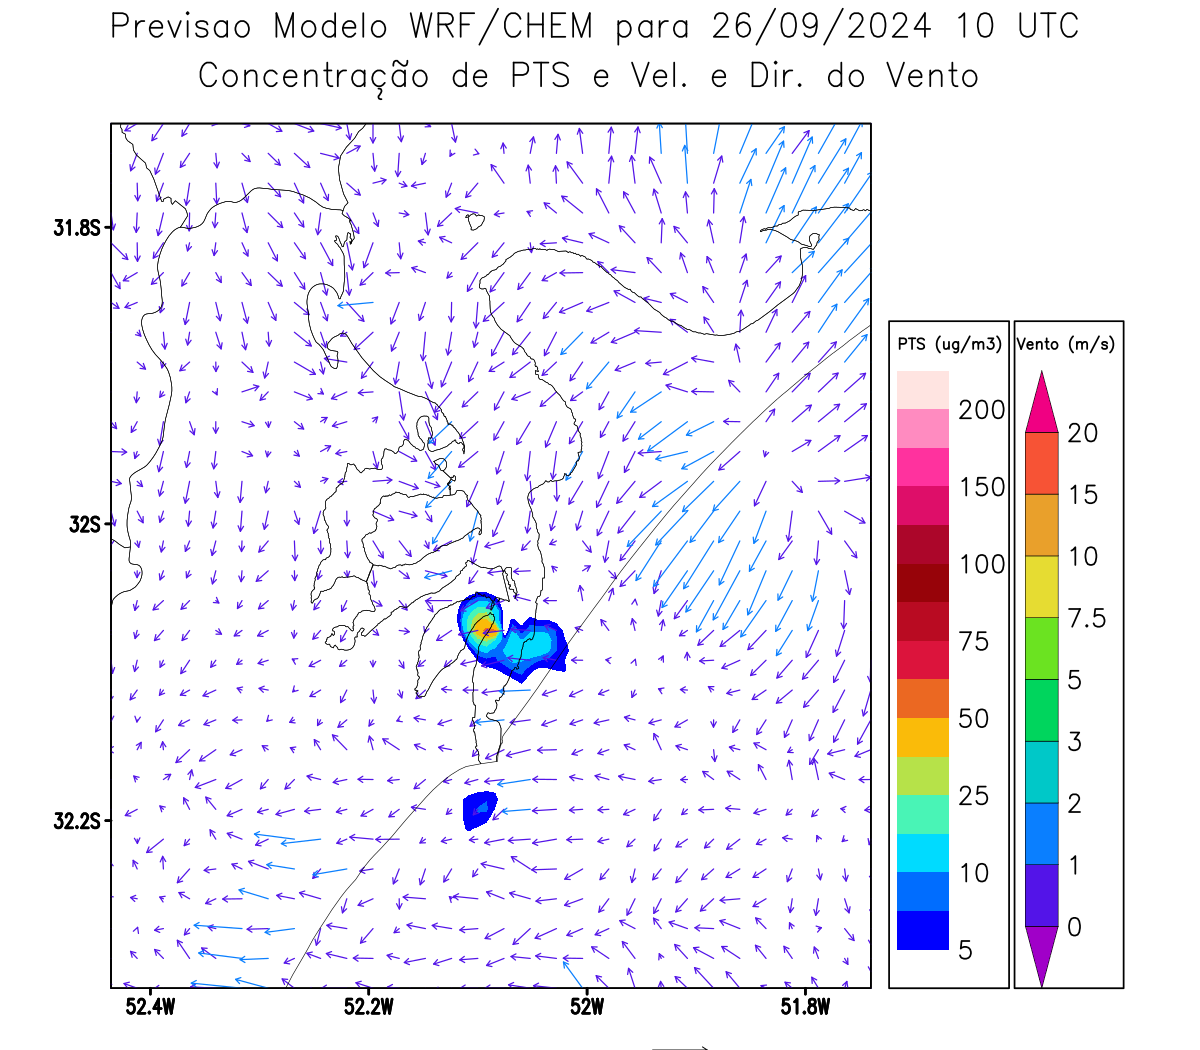 Previsao Modelo WRF/CHEM para 26/09/2024 10 UTC
Concentração de PTS e Vel. e Dir. do Vento
31.8S
32S
32.2S
52.4W 52.2W 52W 51.8W
PTS (ug/m3)
200
150
100
75
50
25
10
5
Vento (m/s)
20
15
10
7.5
5
3
2
1
0